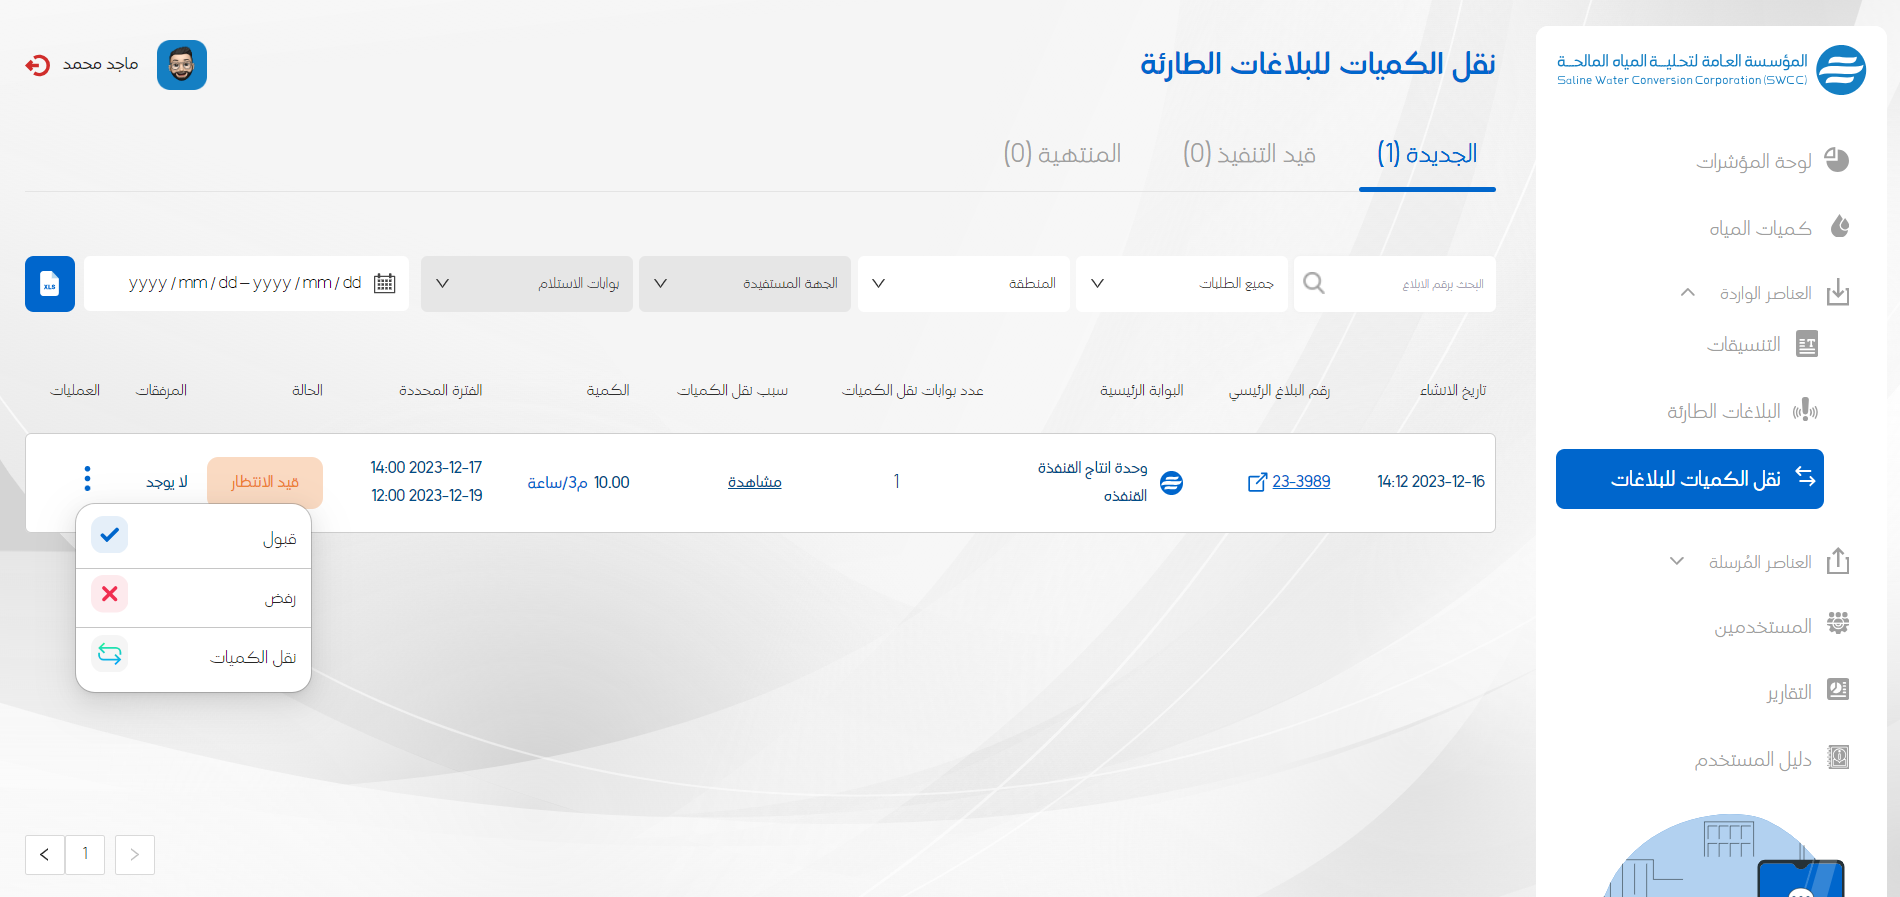 المؤسسة العامة لتحلية المياه المالحة
Saline Water Conversion Corporation (SWCC)
لوحة المؤشرات
كميات المياه
العناصر الواردة
التنسيقات
البلاغات الطارئة
نقل الكميات للبلاغات
العناصر المُرسلة
المستخدمين
التقارير
دليل المستخدم
نقل الكميات للبلاغات الطارئة
ماجد محمد
الجديدة (1)
قيد التنفيذ (0)
المنتهية (0)
البحث برقم الابلاغ
جميع الطلبات
المنطقة
الجهة المستفيدة
بوابات الاستلام
yyyy / mm / dd – yyyy / mm / dd
XLS
تاريخ الانشاء
رقم البلاغ الرئيسي
البوابة الرئيسية
عدد بوابات نقل الكميات
سبب نقل الكميات
الكمية
الفترة المحددة
الحالة
المرفقات
العمليات
14:12 2023-12-16
23-3989
وحدة انتاج القنفذة
القنفذه
1
مشاهدة
10.00 م3/ساعة
14:00 2023-12-17
12:00 2023-12-19
قيد الانتظار
لا يوجد
قبول
رفض
نقل الكميات
1